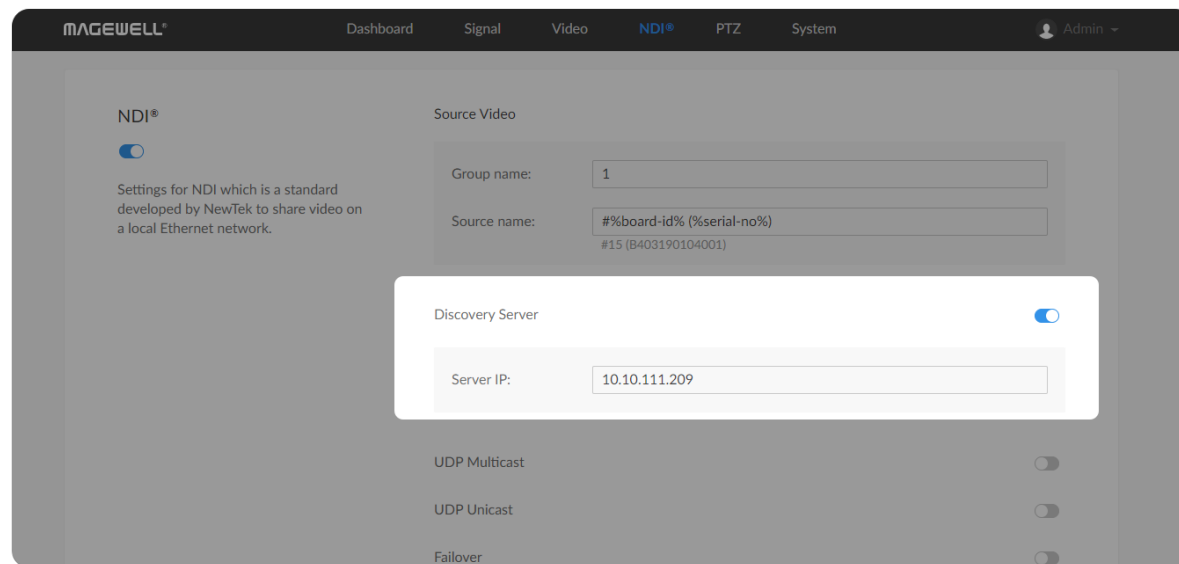 MAGEWELL®
Dashboard Signal Video NDI® PTZ System Admin
NDI®
Settings for NDI which is a standard
developed by NewTek to share video on
a local Ethernet network.
Source Video
Group name: 1
Source name: #%board-id% (%serial-no%)
#15 (B403190104001)
Discovery Server
Server IP: 10.10.111.209
UDP Multicast
UDP Unicast
Failover